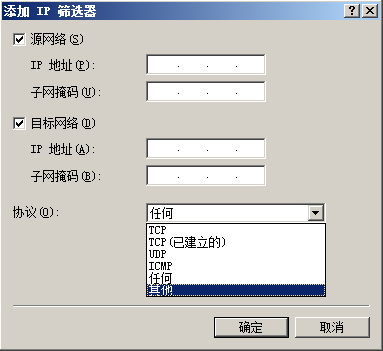 添加 IP 筛选器
源网络(S)
IP 地址(P):
子网掩码(U):
目标网络(D)
IP 地址(A):
子网掩码(B):
协议(O): 任何
TCP
TCP(已建立的)
UDP
ICMP
任何
其他
确定 取消